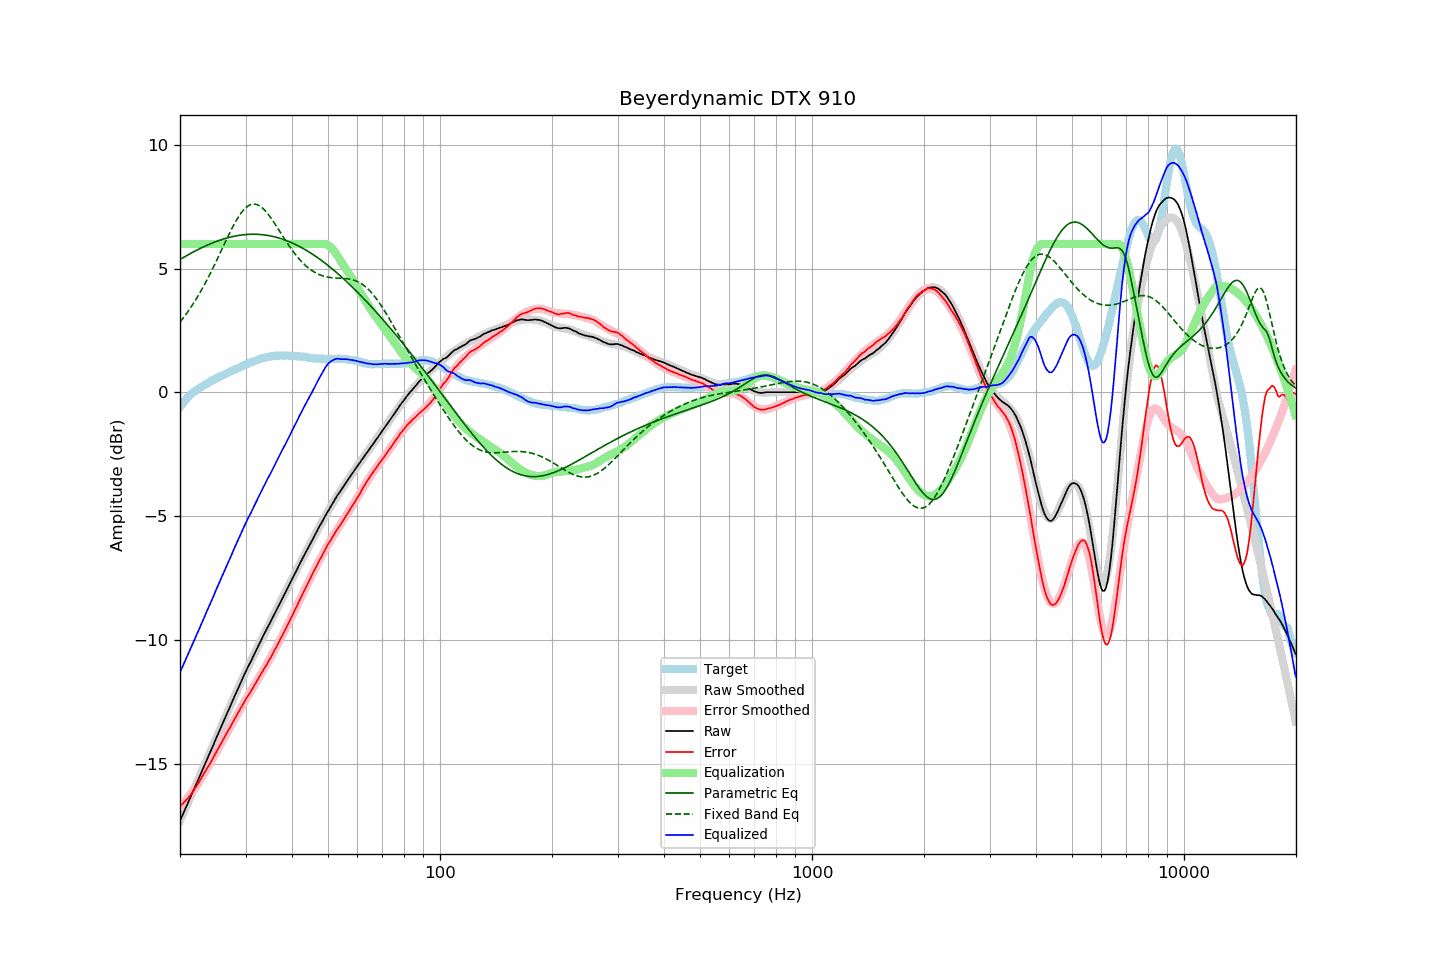 Beyerdynamic DTX 910
10
5
0
−5
−10
−15
Amplitude (dBr)
100
1000
10000
Frequency (Hz)
Target
Raw Smoothed
Error Smoothed
Raw
Error
Equalization
Parametric Eq
Fixed Band Eq
Equalized